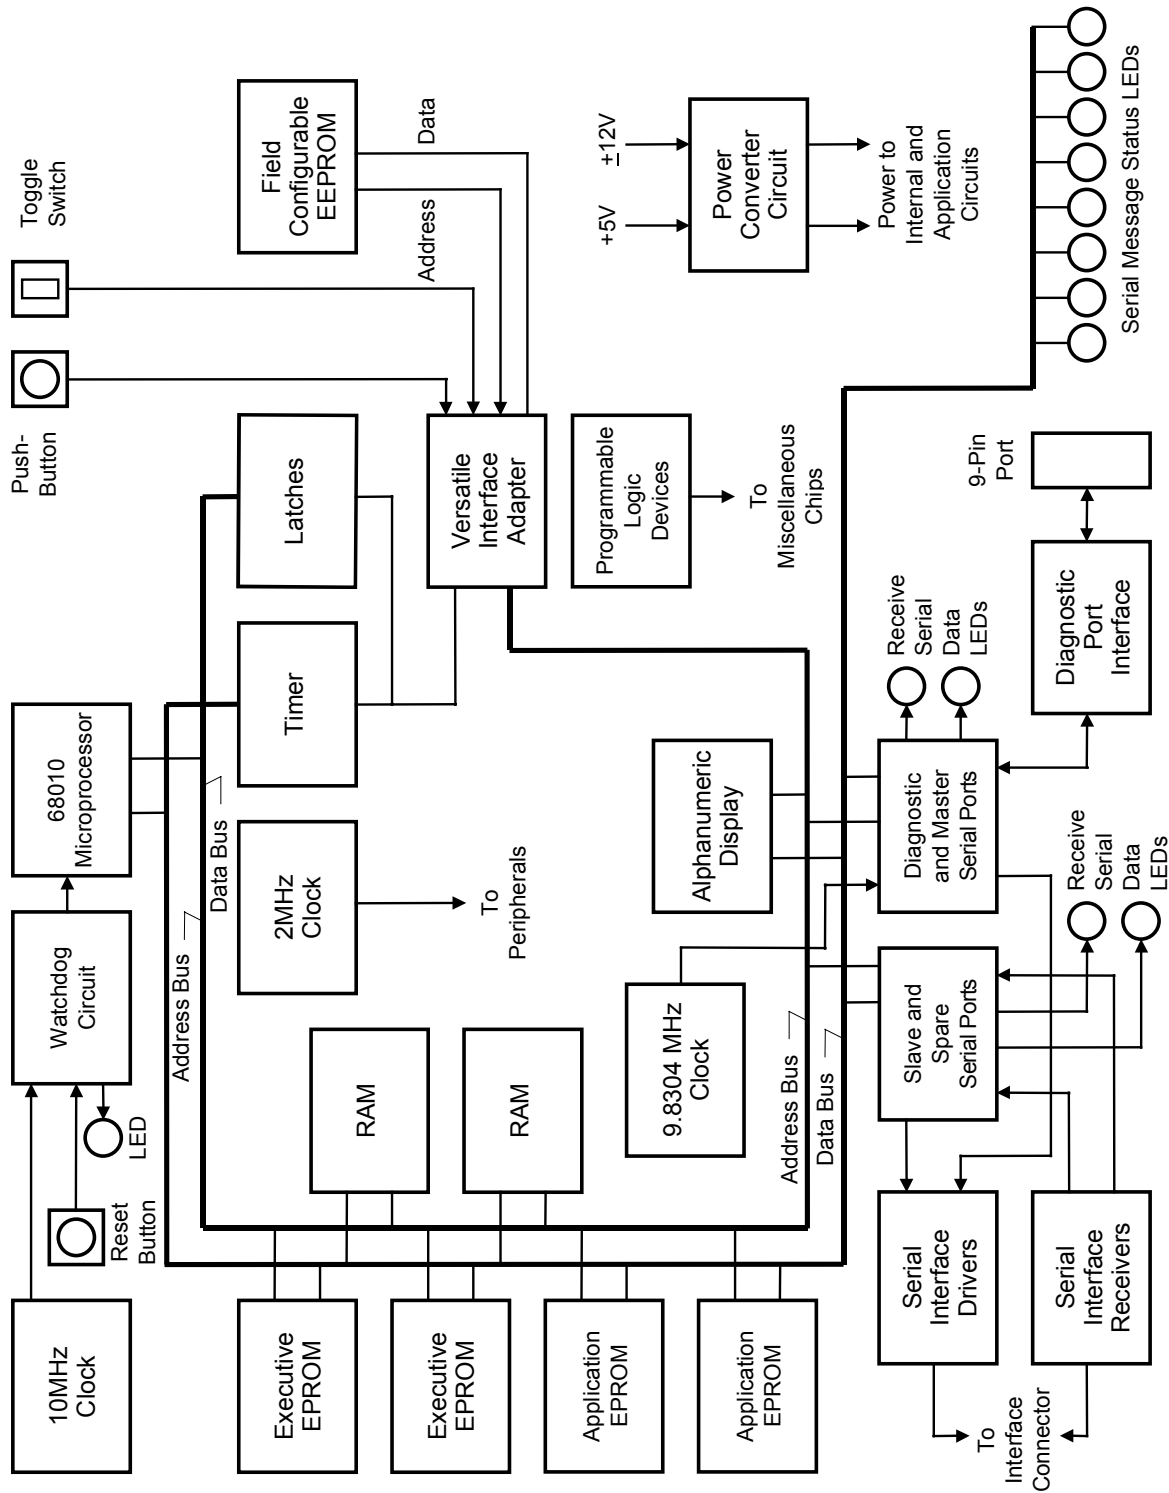 10MHz
Clock
Reset
Button
LED
Watchdog
Circuit
68010
Microprocessor
Push-
Button
Toggle
Switch
Address Bus
Data Bus
Executive
EPROM
Executive
EPROM
Application
EPROM
Application
EPROM
RAM
RAM
2MHz
Clock
To
Peripherals
Timer
Latches
Versatile
Interface
Adapter
Field
Configurable
EEPROM
Address
Data
Programmable
Logic
Devices
To
Miscellaneous
Chips
+5V
±12V
Power
Converter
Circuit
Power to
Internal and
Application
Circuits
9.8304 MHz
Clock
Alphanumeric
Display
Address Bus
Data Bus
Serial
Interface
Drivers
Serial
Interface
Receivers
To
Interface
Connector
Slave and
Spare
Serial Ports
Receive
Serial
Data
LEDs
Diagnostic
and Master
Serial Ports
Receive
Serial
Data
LEDs
Diagnostic
Port
Interface
9-Pin
Port
Serial Message Status LEDs